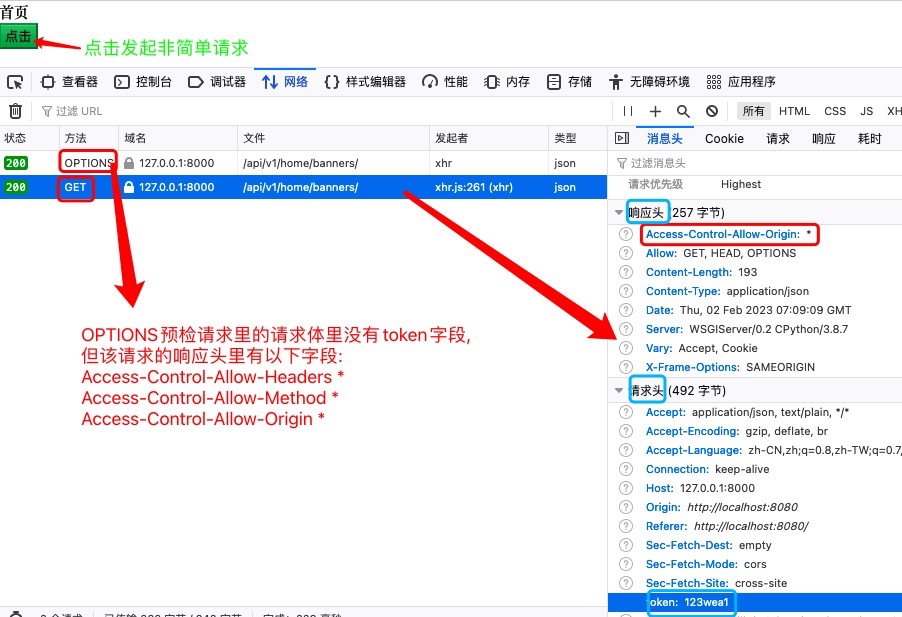 首页
点击
点击发起非简单请求
查看器 控制台 调试器 网络 样式编辑器 性能 内存 存储 无障碍环境 应用程序
过滤 URL
所有 HTML CSS JS XH
状态 方法 域名 文件 发起者 类型
消息头 Cookie 请求 响应 耗时
200 OPTIONS 127.0.0.1:8000 /api/v1/home/banners/ xhr json
200 GET 127.0.0.1:8000 /api/v1/home/banners/ xhr.js:261 (xhr) json
过滤消息头
请求优先级 Highest
响应头 (257 字节)
Access-Control-Allow-Origin: *
Allow: GET, HEAD, OPTIONS
Content-Length: 193
Content-Type: application/json
Date: Thu, 02 Feb 2023 07:09:09 GMT
Server: WSGIServer/0.2 CPython/3.8.7
Vary: Accept, Cookie
X-Frame-Options: SAMEORIGIN
OPTIONS预检请求里的请求体里没有token字段,
但该请求的响应头里有以下字段:
Access-Control-Allow-Headers *
Access-Control-Allow-Method *
Access-Control-Allow-Origin *
请求头 (492 字节)
Accept: application/json, text/plain, */*
Accept-Encoding: gzip, deflate, br
Accept-Language: zh-CN,zh;q=0.8,zh-TW;q=0.7,
Connection: keep-alive
Host: 127.0.0.1:8000
Origin: http://localhost:8080
Referer: http://localhost:8080/
Sec-Fetch-Dest: empty
Sec-Fetch-Mode: cors
Sec-Fetch-Site: cross-site
token: 123wea1